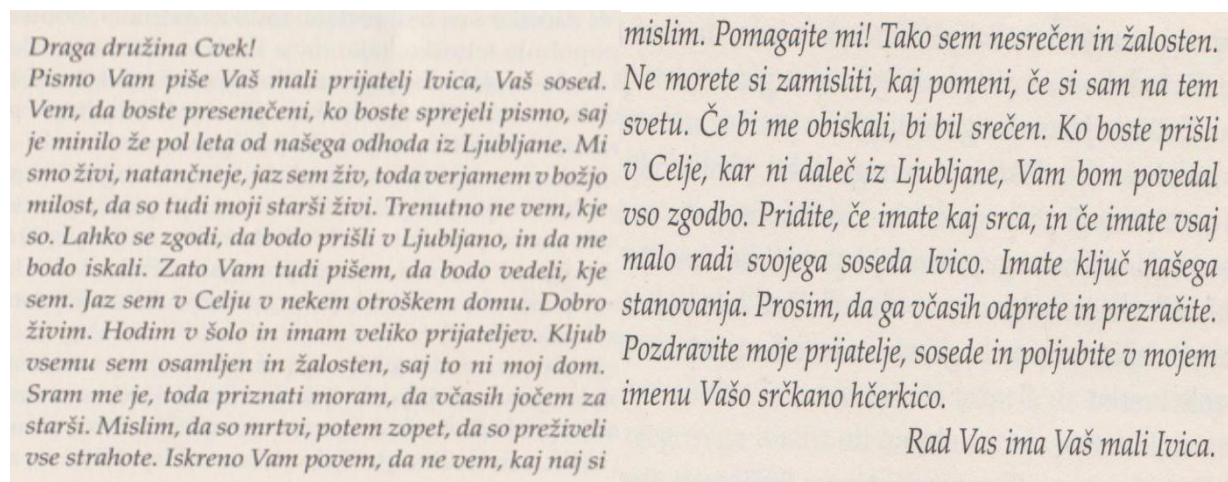 Draga družina Cvek!
Pismo Vam piše Vaš mali prijatelj Ivica, Vaš sosed.
Vem, da boste presenečeni, ko boste sprejeli pismo, saj
je minilo že pol leta od našega odhoda iz Ljubljane. Mi
smo živi, natančneje, jaz sem živ, toda verjamem v božjo
milost, da so tudi moji starši živi. Trenutno ne vem, kje
so. Lahko se zgodi, da bodo prišli v Ljubljano, in da me
bodo iskali. Zato Vam tudi pišem, da bodo vedeli, kje
sem. Jaz sem v Celju v nekem otroškem domu. Dobro
živim. Hodim v šolo in imam veliko prijateljev. Kljub
vsemu sem osamljen in žalosten, saj to ni moj dom.
Sram me je, toda priznati moram, da včasih jočem za
starši. Mislim, da so mrtvi, potem zopet, da so preživeli
vse strahote. Iskreno Vam povem, da ne vem, kaj naj si
mislim. Pomagajte mi! Tako sem nesrečen in žalosten.
Ne morete si zamisliti, kaj pomeni, če si sam na tem
svetu. Če bi me obiskali, bi bil srečen. Ko boste prišli
v Celje, kar ni daleč iz Ljubljane, Vam bom povedal
vso zgodbo. Pridite, če imate kaj srca, in če imate vsaj
malo radi svojega soseda Ivico. Imate ključ našega
stanovanja. Prosim, da ga včasih odprete in prezračite.
Pozdravite moje prijatelje, sosede in poljubite v mojem
imenu Vašo srčkano hčerkico.
Rad Vas ima Vaš mali Ivica.